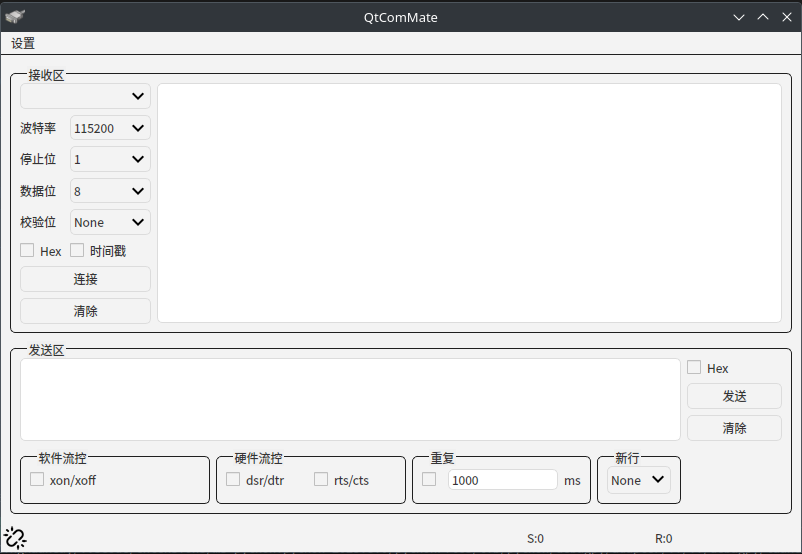 QtComMate
设置
接收区
波特率 115200
停止位 1
数据位 8
校验位 None
Hex 时间戳
连接
清除
发送区
Hex
发送
清除
软件流控 硬件流控 重复 新行
xon/xoff dsr/dtr rts/cts 1000 ms None
S:0 R:0